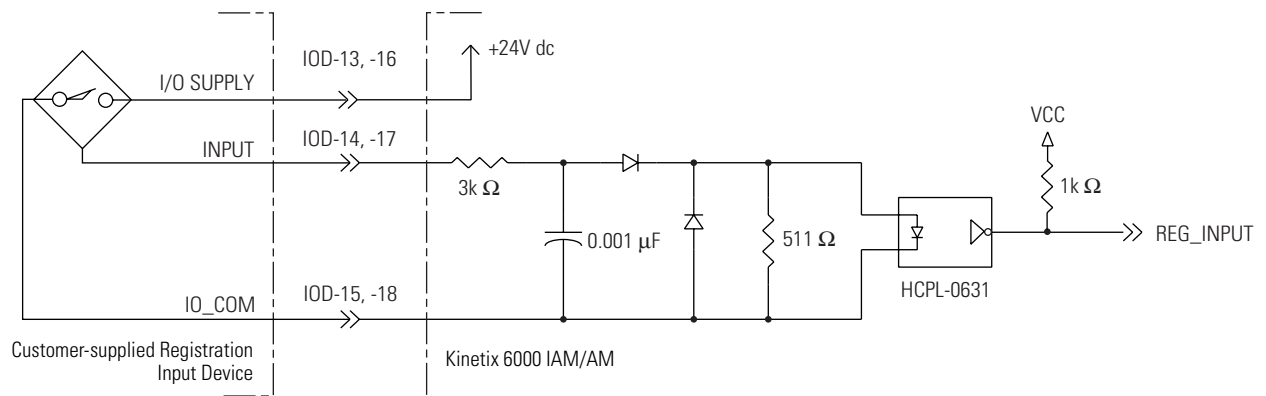 IOD-13, -16
+24V dc
I/O SUPPLY
IOD-14, -17
INPUT
VCC
3k Ω
1k Ω
0.001 μF
511 Ω
REG_INPUT
HCPL-0631
IOD-15, -18
IO_COM
Customer-supplied Registration
Input Device
Kinetix 6000 IAM/AM